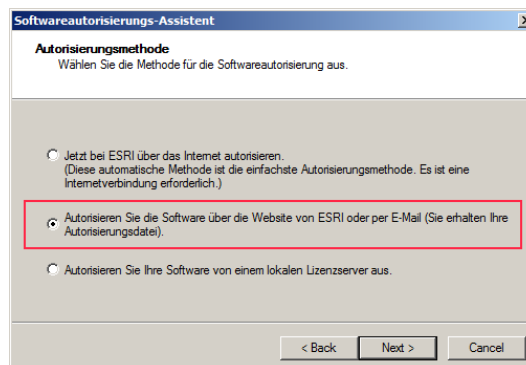 Softwareautorisierungs-Assistent
Autorisierungsmethode
Wählen Sie die Methode für die Softwareautorisierung aus.
Jetzt bei ESRI über das Internet autorisieren.
(Diese automatische Methode ist die einfachste Autorisierungsmethode. Es ist eine
Internetverbindung erforderlich.)
Autorisieren Sie die Software über die Website von ESRI oder per E-Mail (Sie erhalten Ihre
Autorisierungsdatei).
Autorisieren Sie Ihre Software von einem lokalen Lizenzserver aus.
< Back Next > Cancel